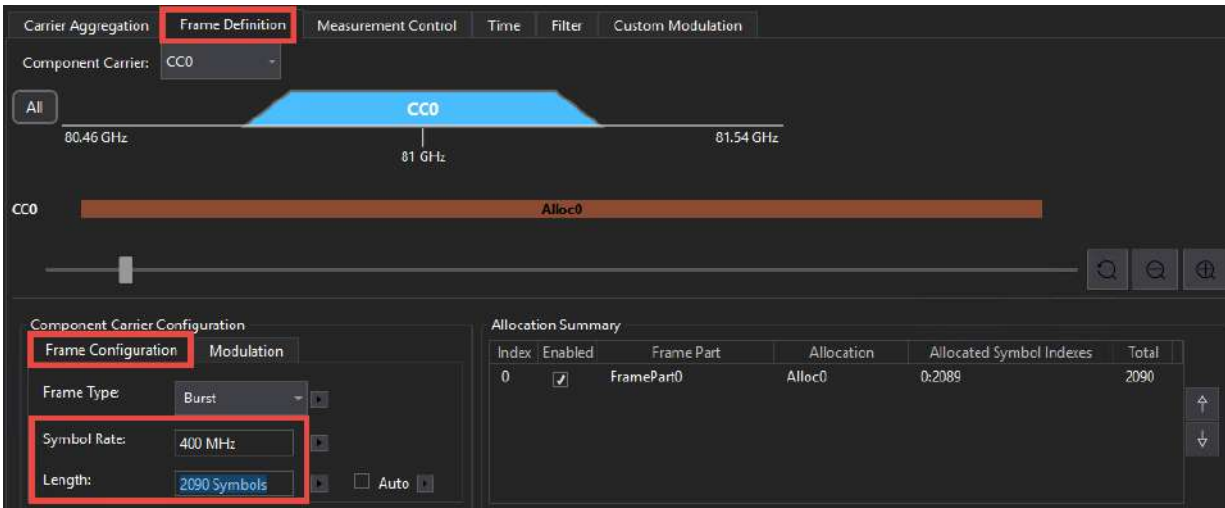 Carrier Aggregation Frame Definition Measurement Control Time Filter Custom Modulation
Component Carrier: CC0
All
CC0
80.46 GHz 81.54 GHz
81 GHz
CC0 Alloc0
Component Carrier Configuration Allocation Summary
Frame Configuration Modulation
Index Enabled Frame Part Allocation Allocated Symbol Indexes Total
0 FramePart0 Alloc0 0:2089 2090
Frame Type: Burst
Symbol Rate: 400 MHz
Length: 2090 Symbols Auto